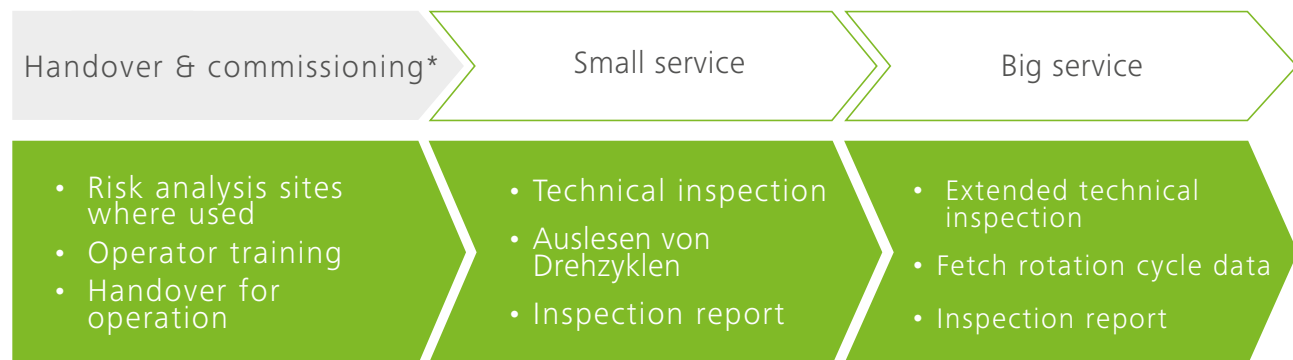 Handover & commissioning*
Small service
Big service
• Risk analysis sites
where used
• Operator training
• Handover for
operation
• Technical inspection
• Auslesen von
Drehzyklen
• Inspection report
• Extended technical
inspection
• Fetch rotation cycle data
• Inspection report